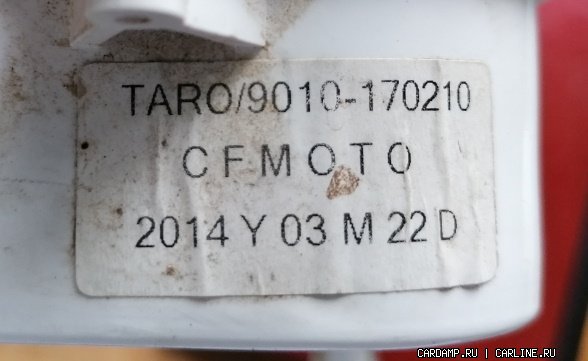 TARO/9010-170210
CFMOTO
2014 Y 03 M 22 D
CARDAMP.RU | CARLINE.RU